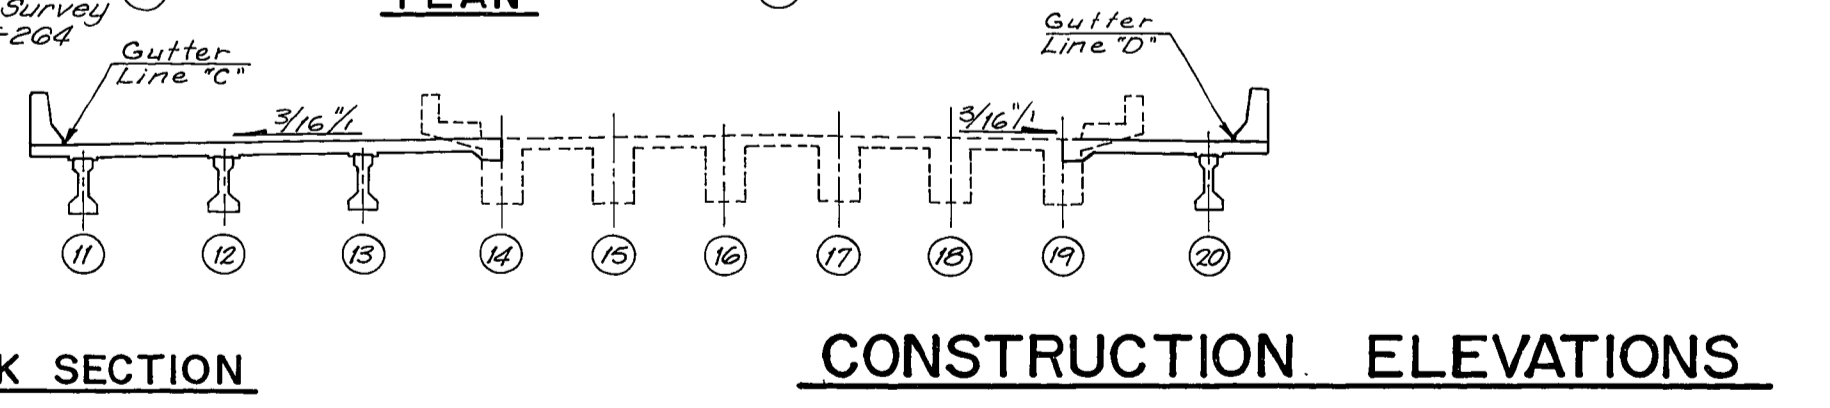 Survey
-264
PLAN
Gutter
Line "C"
Gutter
Line "D"
3/16"/1
3/16"/1
11 12 13 14 15 16 17 18 19 20
K SECTION
CONSTRUCTION ELEVATIONS